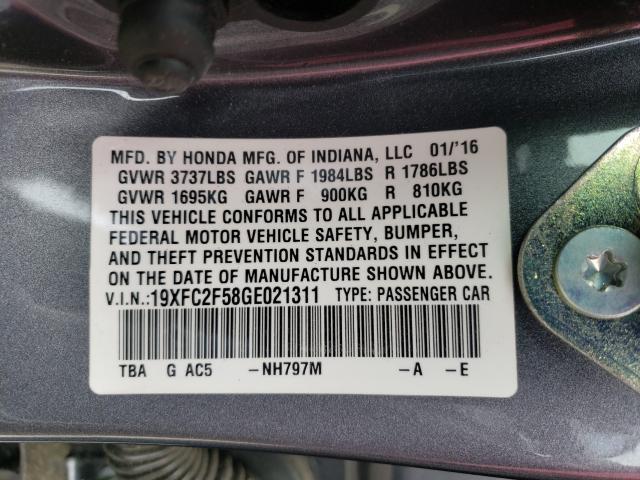 MFD. BY HONDA MFG. OF INDIANA, LLC 01/'16
GVWR 3737LBS GAWR F 1984LBS R 1786LBS
GVWR 1695KG GAWR F 900KG R 810KG
THIS VEHICLE CONFORMS TO ALL APPLICABLE
FEDERAL MOTOR VEHICLE SAFETY, BUMPER,
AND THEFT PREVENTION STANDARDS IN EFFECT
ON THE DATE OF MANUFACTURE SHOWN ABOVE.
V.I.N.:19XFC2F58GE021311 TYPE: PASSENGER CAR
TBA G AC5 -NH797M -A -E